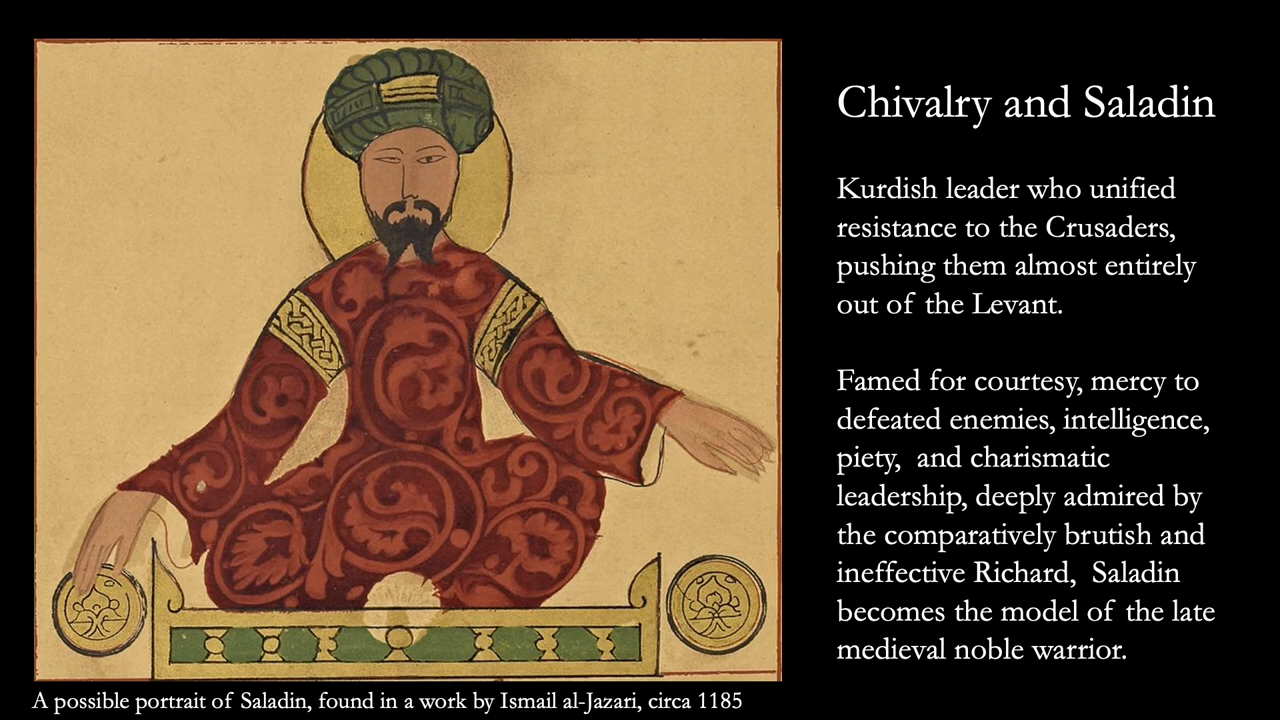 Chivalry and Saladin
Kurdish leader who unified
resistance to the Crusaders,
pushing them almost entirely
out of the Levant.
Famed for courtesy, mercy to
defeated enemies, intelligence,
piety, and charismatic
leadership, deeply admired by
the comparatively brutish and
ineffective Richard, Saladin
becomes the model of the late
medieval noble warrior.
A possible portrait of Saladin, found in a work by Ismail al-Jazari, circa 1185